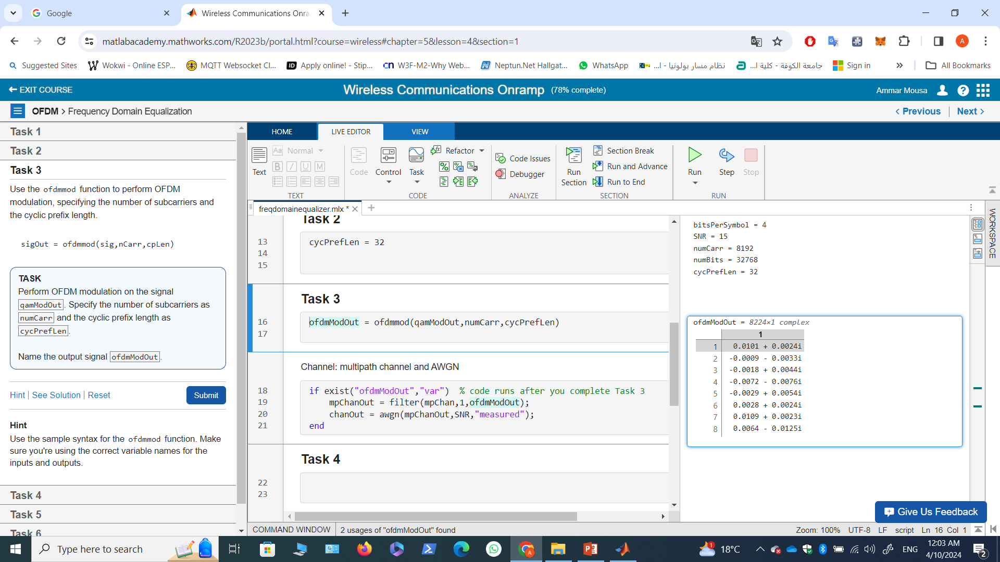 Google
Wireless Communications Onra
matlabacademy.mathworks.com/R2023b/portal.html?course=wireless#chapter=5&lesson=4&section=1
A
Suggested Sites
Wokwi - Online ESP...
MQTT Websocket Cl...
Apply online! - Stip...
W3F-M2-Why Web...
Neptun.Net Hallgat...
WhatsApp
نظام مسار بولونيا - ا...
جامعة الكوفة - كلية ا...
Sign in
All Bookmarks
EXIT COURSE
Wireless Communications Onramp (78% complete)
Ammar Mousa
OFDM > Frequency Domain Equalization
< Previous
Next >
Task 1
Task 2
Task 3
Use the ofdmmod function to perform OFDM
modulation, specifying the number of subcarriers and
the cyclic prefix length.
sigOut = ofdmmod(sig,nCarr,cpLen)
TASK
Perform OFDM modulation on the signal
qamModOut. Specify the number of subcarriers as
numCarr and the cyclic prefix length as
cycPrefLen.
Name the output signal ofdmModOut.
Hint | See Solution | Reset
Submit
Hint
Use the sample syntax for the ofdmmod function. Make
sure you're using the correct variable names for the
inputs and outputs.
Task 4
Task 5
Task 6
HOME
LIVE EDITOR
VIEW
Text
Aa Normal
B I U M
TEXT
Code
Control
Task
Refactor
CODE
Code Issues
Debugger
ANALYZE
Run
Section
Section Break
Run and Advance
Run to End
SECTION
Run
Step
Stop
RUN
freqdomainequalizer.mlx *
Task 2
13 cycPrefLen = 32
14
15
Task 3
16 ofdmModOut = ofdmmod(qamModOut,numCarr,cycPrefLen)
17
Channel: multipath channel and AWGN
18 if exist("ofdmModOut","var") % code runs after you complete Task 3
19 mpChanOut = filter(mpChan,1,ofdmModOut);
20 chanOut = awgn(mpChanOut,SNR,"measured");
21 end
Task 4
22
23
bitsPerSymbol = 4
SNR = 15
numCarr = 8192
numBits = 32768
cycPrefLen = 32
ofdmModOut = 8224×1 complex
1
1 0.0101 + 0.0024i
2 -0.0009 - 0.0033i
3 -0.0018 + 0.0044i
4 -0.0072 - 0.0076i
5 -0.0029 + 0.0054i
6 0.0028 + 0.0024i
7 0.0109 + 0.0023i
8 0.0064 - 0.0125i
WORKSPACE
Give Us Feedback
COMMAND WINDOW
2 usages of "ofdmModOut" found
Zoom: 100% UTF-8 LF script Ln 16 Col 1
Type here to search
1
18°C
ENG
12:03 AM
4/10/2024
2